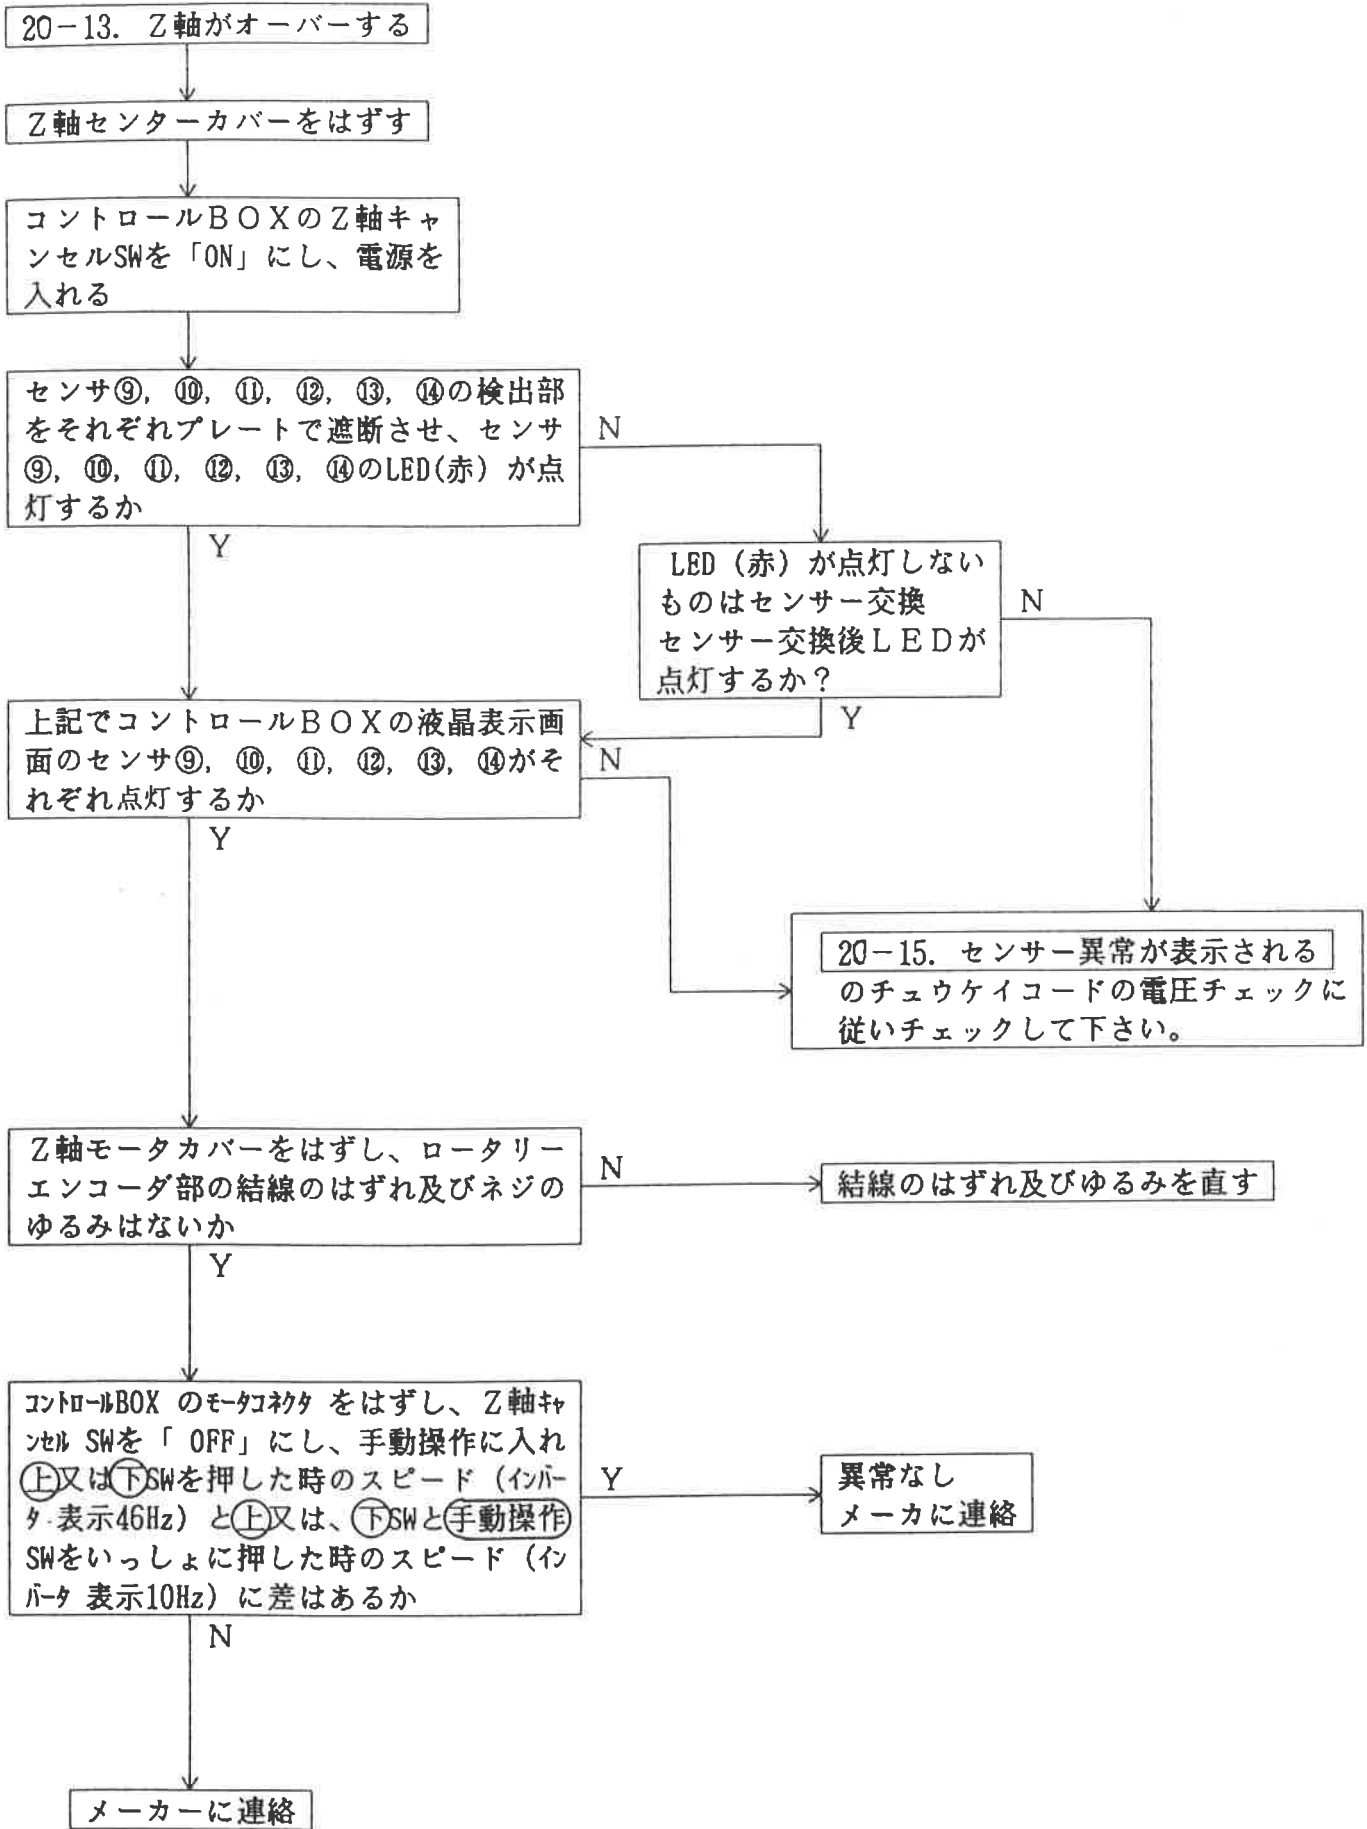 20-13. Z軸がオーバーする
Z軸センターカバーをはずす
コントロールBOXのZ軸キャ
ンセルSWを「ON」にし、電源を
入れる
センサ⑨, ⑩, ⑪, ⑫, ⑬, ⑭の検出部
をそれぞれプレートで遮断させ、センサ
⑨, ⑩, ⑪, ⑫, ⑬, ⑭のLED(赤) が点
灯するか
N
Y
LED (赤) が点灯しない
ものはセンサー交換
センサー交換後LEDが
点灯するか?
N
Y
上記でコントロールBOXの液晶表示画
面のセンサ⑨, ⑩, ⑪, ⑫, ⑬, ⑭がそ
れぞれ点灯するか
N
Y
20-15. センサー異常が表示される
のチュウケイコードの電圧チェックに
従いチェックして下さい。
Z軸モータカバーをはずし、ロータリー
エンコーダ部の結線のはずれ及びネジの
ゆるみはないか
N
Y
結線のはずれ及びゆるみを直す
コントロールBOX のモータコネクタ をはずし、Z軸キャ
ンセル SWを「 OFF」にし、手動操作に入れ
上又は下SWを押した時のスピード (インバー
タ 表示46Hz) と上又は、下SWと手動操作
SWをいっしょに押した時のスピード (イン
バータ 表示10Hz) に差はあるか
Y
N
異常なし
メーカに連絡
メーカーに連絡